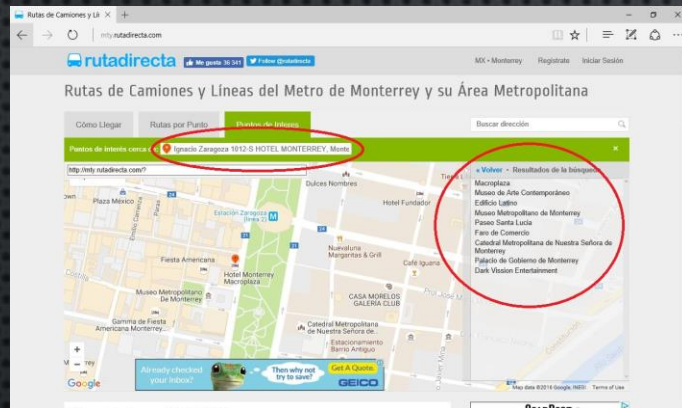 Rutas de Camiones y Lí
mty.rutadirecta.com
rutadirecta
Me gusta 36 341
Follow @rutadirecta
MX - Monterrey
Registrate
Iniciar Sesión
Rutas de Camiones y Líneas del Metro de Monterrey y su Área Metropolitana
Cómo Llegar
Rutas por Punto
Puntos de Interes
Buscar dirección
Puntos de interés cerca de:
Ignacio Zaragoza 1012-S HOTEL MONTERREY, Monte
http://mty.rutadirecta.com/?
« Volver - Resultados de la búsqueda
Macroplaza
Museo de Arte Contemporáneo
Edificio Latino
Museo Metropolitano de Monterrey
Paseo Santa Lucia
Faro de Comercio
Catedral Metropolitana de Nuestra Señora de
Monterrey
Palacio de Gobierno de Monterrey
Dark Vission Entertainment
Dulces Nombres
Plaza México
Emilio Carranza
Estación Zaragoza
(línea 2)
Hotel Fundador
Nuevaluna
Margaritas & Grill
Fiesta Americana
Hotel Monterrey
Macroplaza
Café Iguana
Museo Metropolitano
De Monterrey
CASA MORELOS
GALERÍA CLUB
Gamma de Fiesta
Americana Monterrey...
Catedral Metropolitana
de Nuestra Señora de...
Estacionamiento
Barrio Antiguo
Already checked
your inbox?
Then why not
try to save?
Get A Quote.
GEICO
Google
Map data ©2016 Google, INEGI
Terms of Use